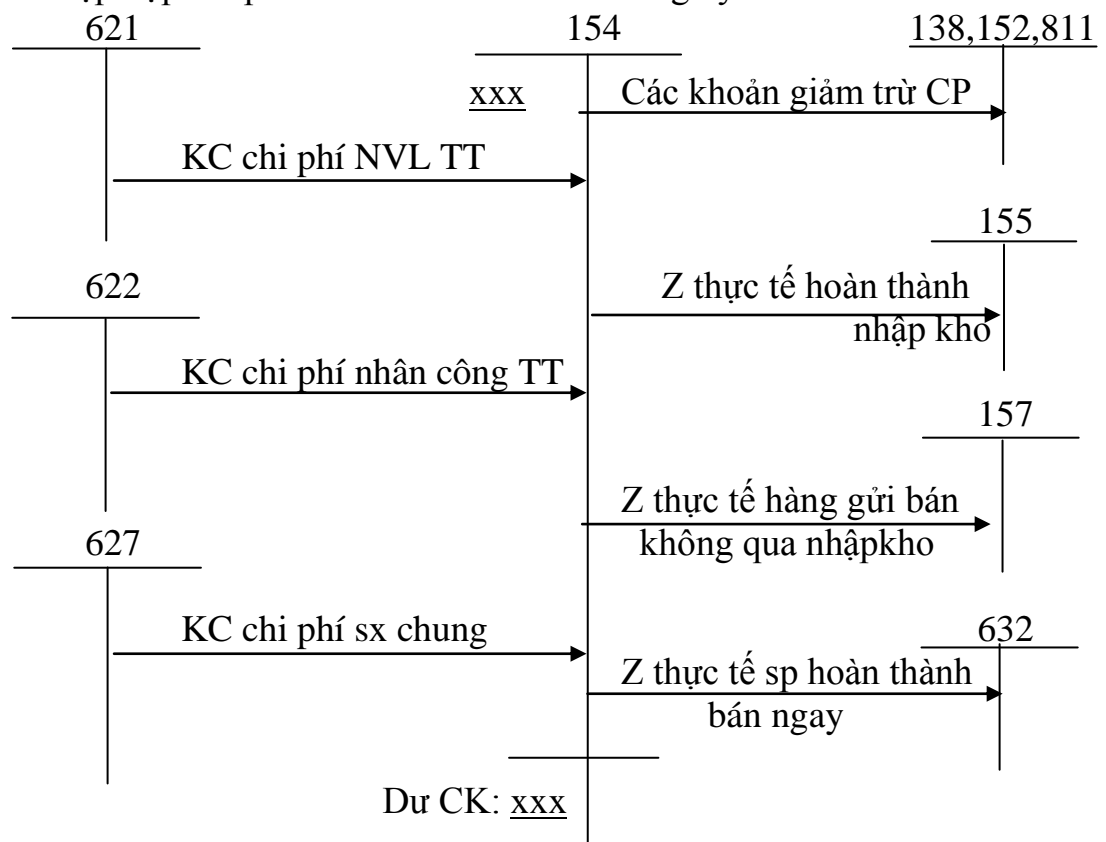 621 154 138,152,811
xxx Các khoản giảm trừ CP
KC chi phí NVL TT
155
622 Z thực tế hoàn thành
nhập kho
KC chi phí nhân công TT
157
Z thực tế hàng gửi bán
627 không qua nhậpkho
KC chi phí sx chung 632
Z thực tế sp hoàn thành
bán ngay
Dư CK: xxx